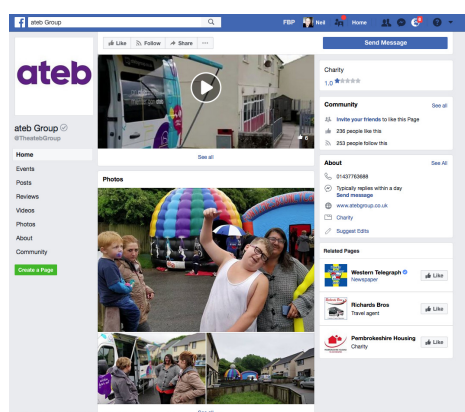 ateb Group
FBP Neil Home
Like Follow Share ...
Send Message
ateb
ateb Group
@TheatebGroup
Home
Events
Posts
Reviews
Videos
Photos
About
Community
Create a Page
See all
Photos
Charity
1.0
Community See all
Invite your friends to like this Page
236 people like this
253 people follow this
About See All
01437763688
Typically replies within a day
Send message
www.atebgroup.co.uk
Charity
Suggest Edits
Related Pages
Western Telegraph
Newspaper
Like
Richards Bros
Travel agent
Like
Pembrokeshire Housing
Charity
Like